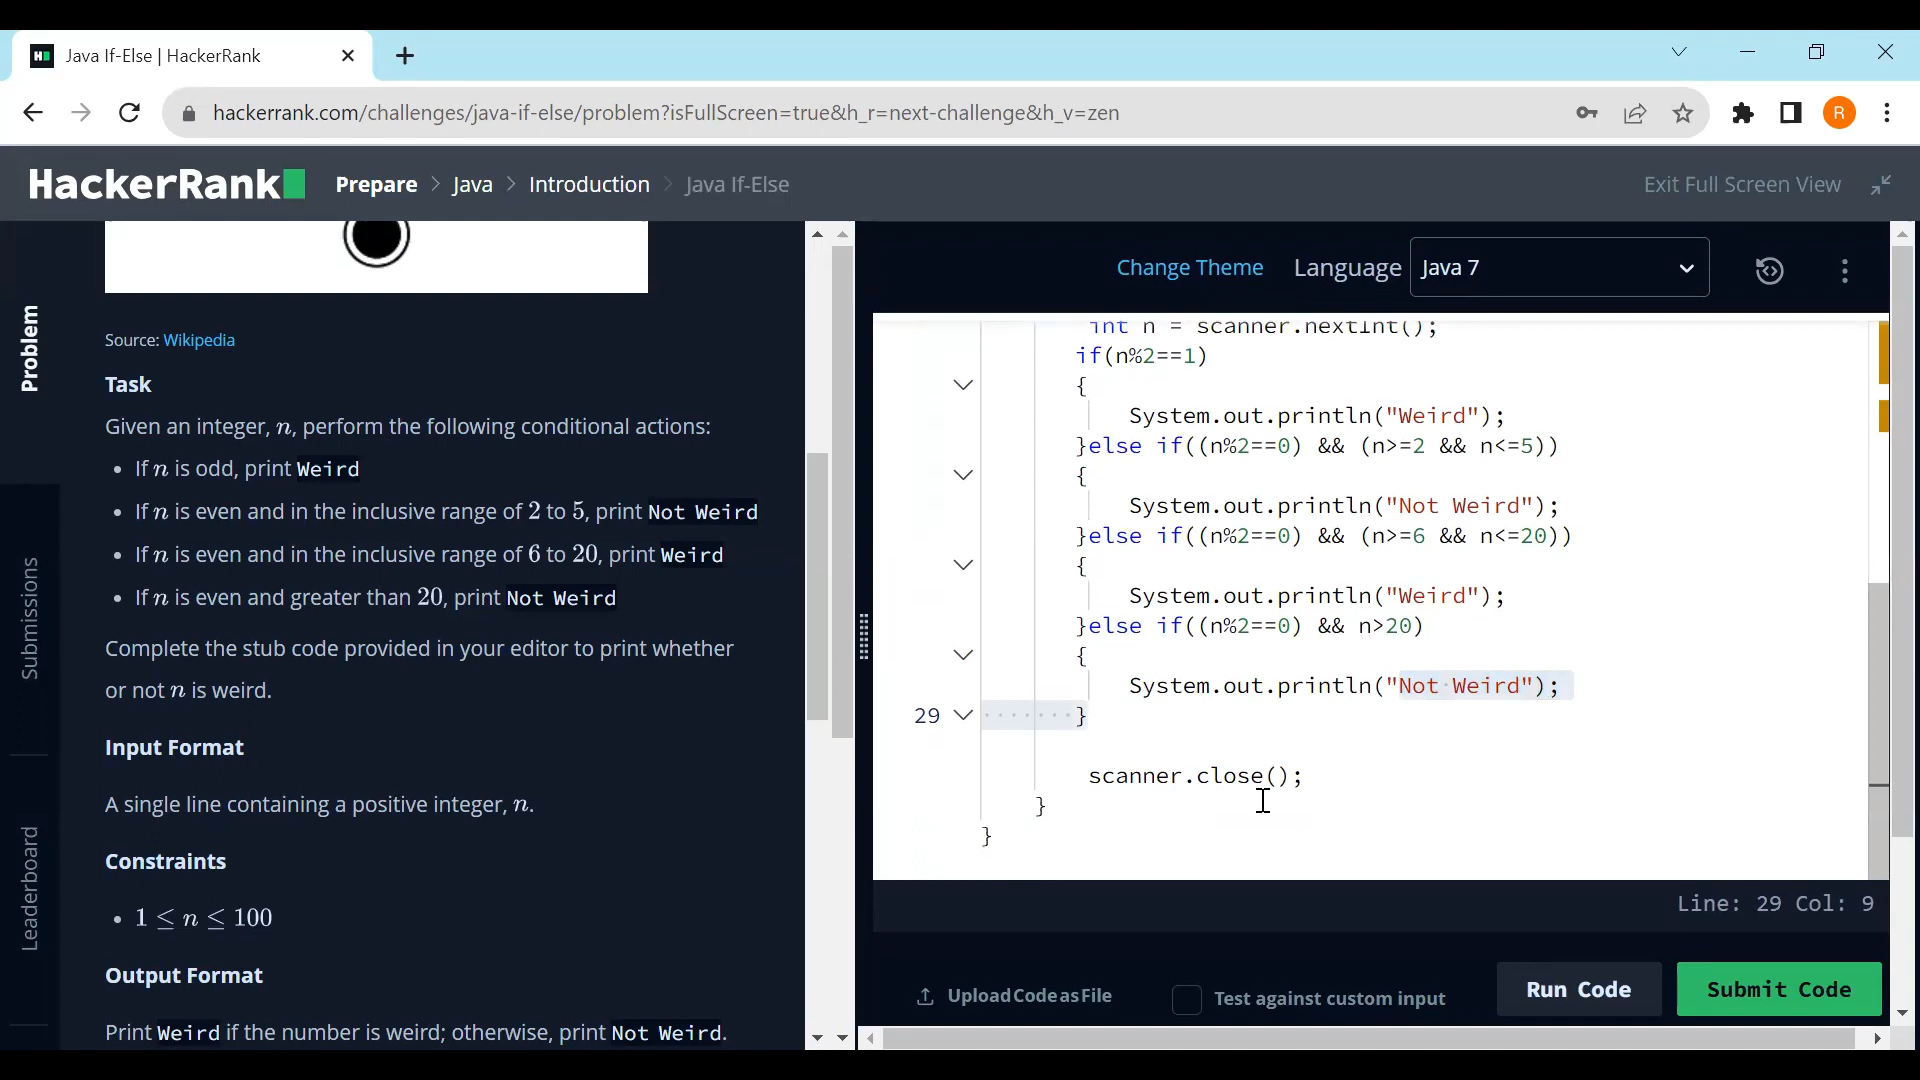 Java If-Else | HackerRank
hackerrank.com/challenges/java-if-else/problem?isFullScreen=true&h_r=next-challenge&h_v=zen
R
HackerRank
Prepare > Java > Introduction > Java If-Else
Exit Full Screen View
Problem
Submissions
Leaderboard
Source: Wikipedia
Task
Given an integer, n, perform the following conditional actions:
• If n is odd, print Weird
• If n is even and in the inclusive range of 2 to 5, print Not Weird
• If n is even and in the inclusive range of 6 to 20, print Weird
• If n is even and greater than 20, print Not Weird
Complete the stub code provided in your editor to print whether
or not n is weird.
Input Format
A single line containing a positive integer, n.
Constraints
• 1 ≤ n ≤ 100
Output Format
Print Weird if the number is weird; otherwise, print Not Weird.
Change Theme Language Java 7
int n = scanner.nextInt();
if(n%2==1)
{
System.out.println("Weird");
}else if((n%2==0) && (n>=2 && n<=5))
{
System.out.println("Not Weird");
}else if((n%2==0) && (n>=6 && n<=20))
{
System.out.println("Weird");
}else if((n%2==0) && n>20)
{
System.out.println("Not Weird");
29 }
scanner.close();
}
}
Line: 29 Col: 9
Upload Code as File
Test against custom input
Run Code
Submit Code